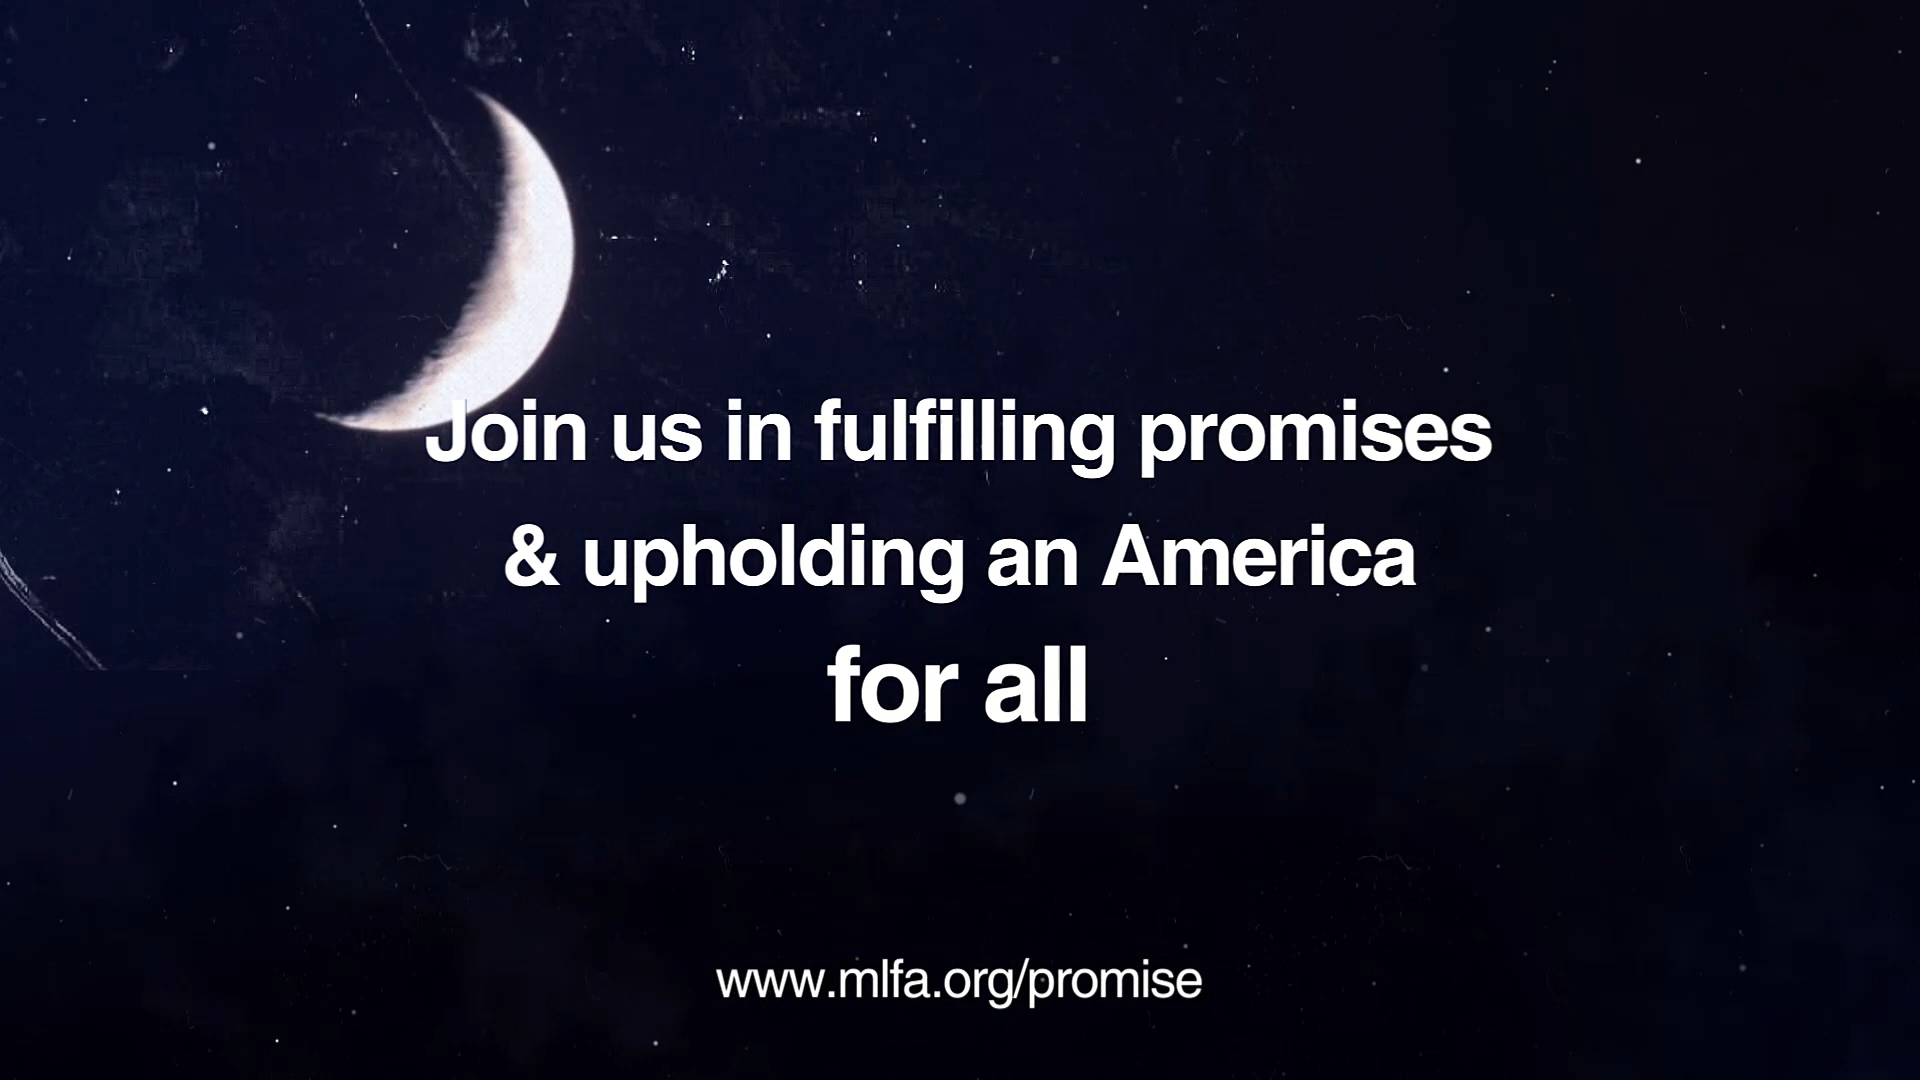 Join us in fulfilling promises
& upholding an America
for all
www.mlfa.org/promise